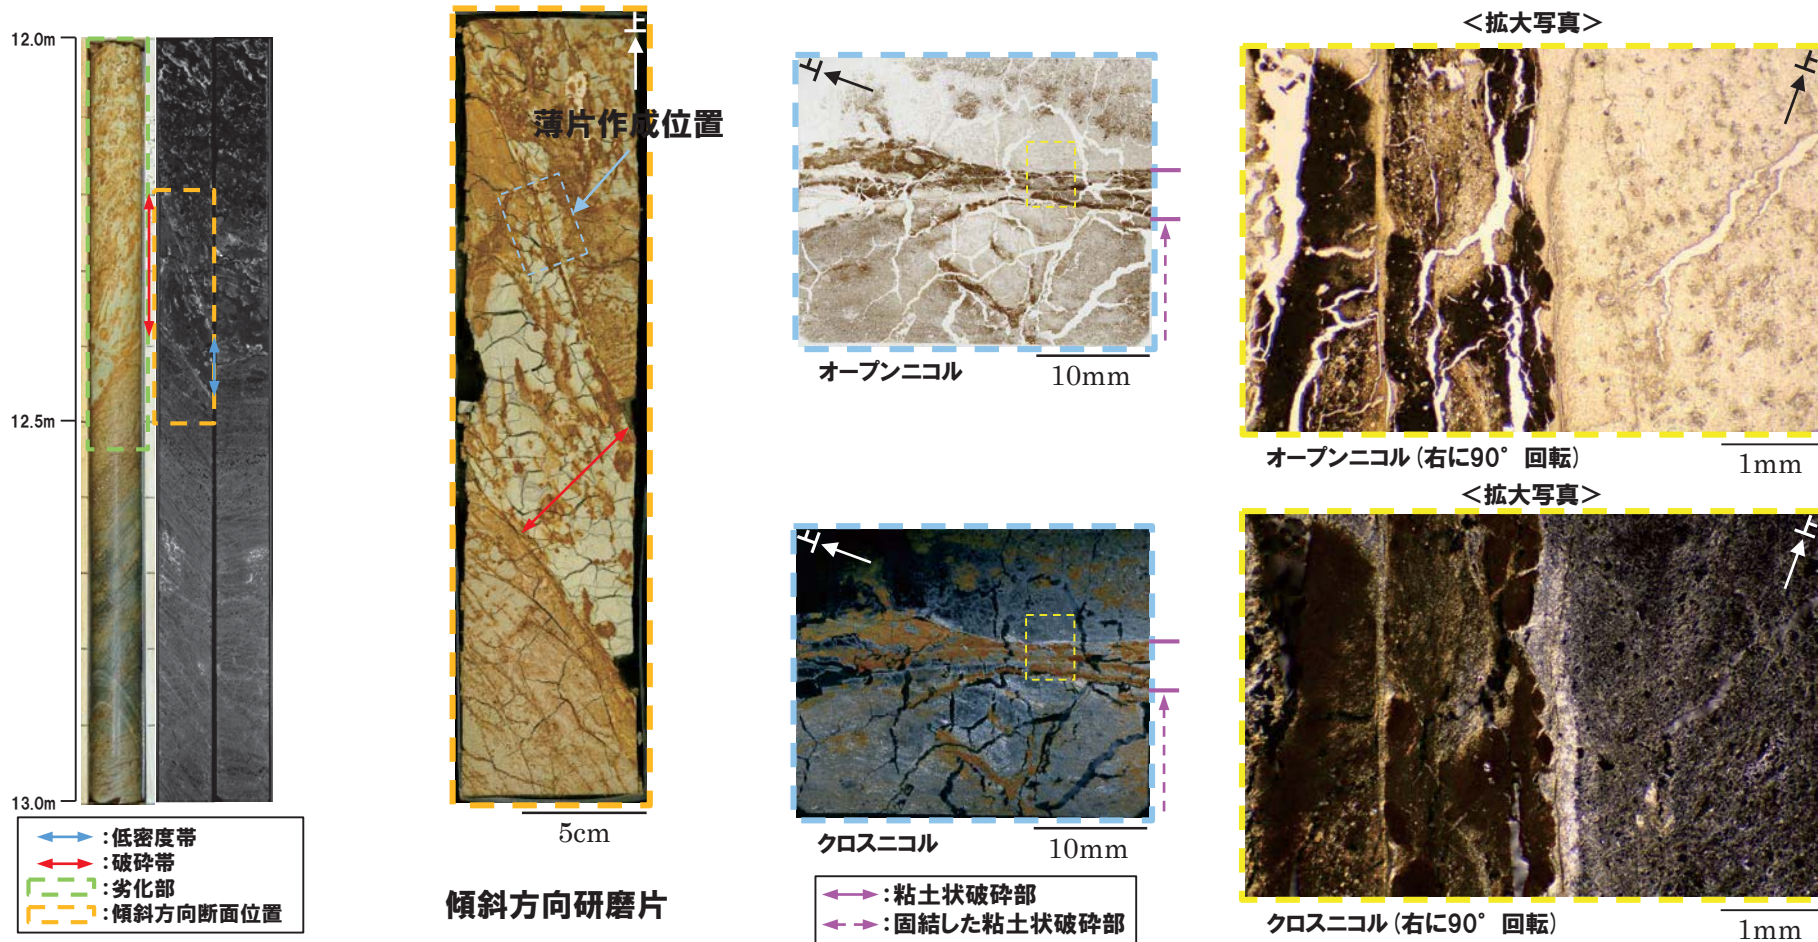 12.0m
12.5m
13.0m
:低密度帯
:破砕帯
:劣化部
:傾斜方向断面位置
上
薄片作成位置
5cm
傾斜方向研磨片
上
オープンニコル
10mm
上
クロスニコル
10mm
:粘土状破砕部
:固結した粘土状破砕部
<拡大写真>
上
オープンニコル(右に90°回転)
1mm
<拡大写真>
上
クロスニコル(右に90°回転)
1mm